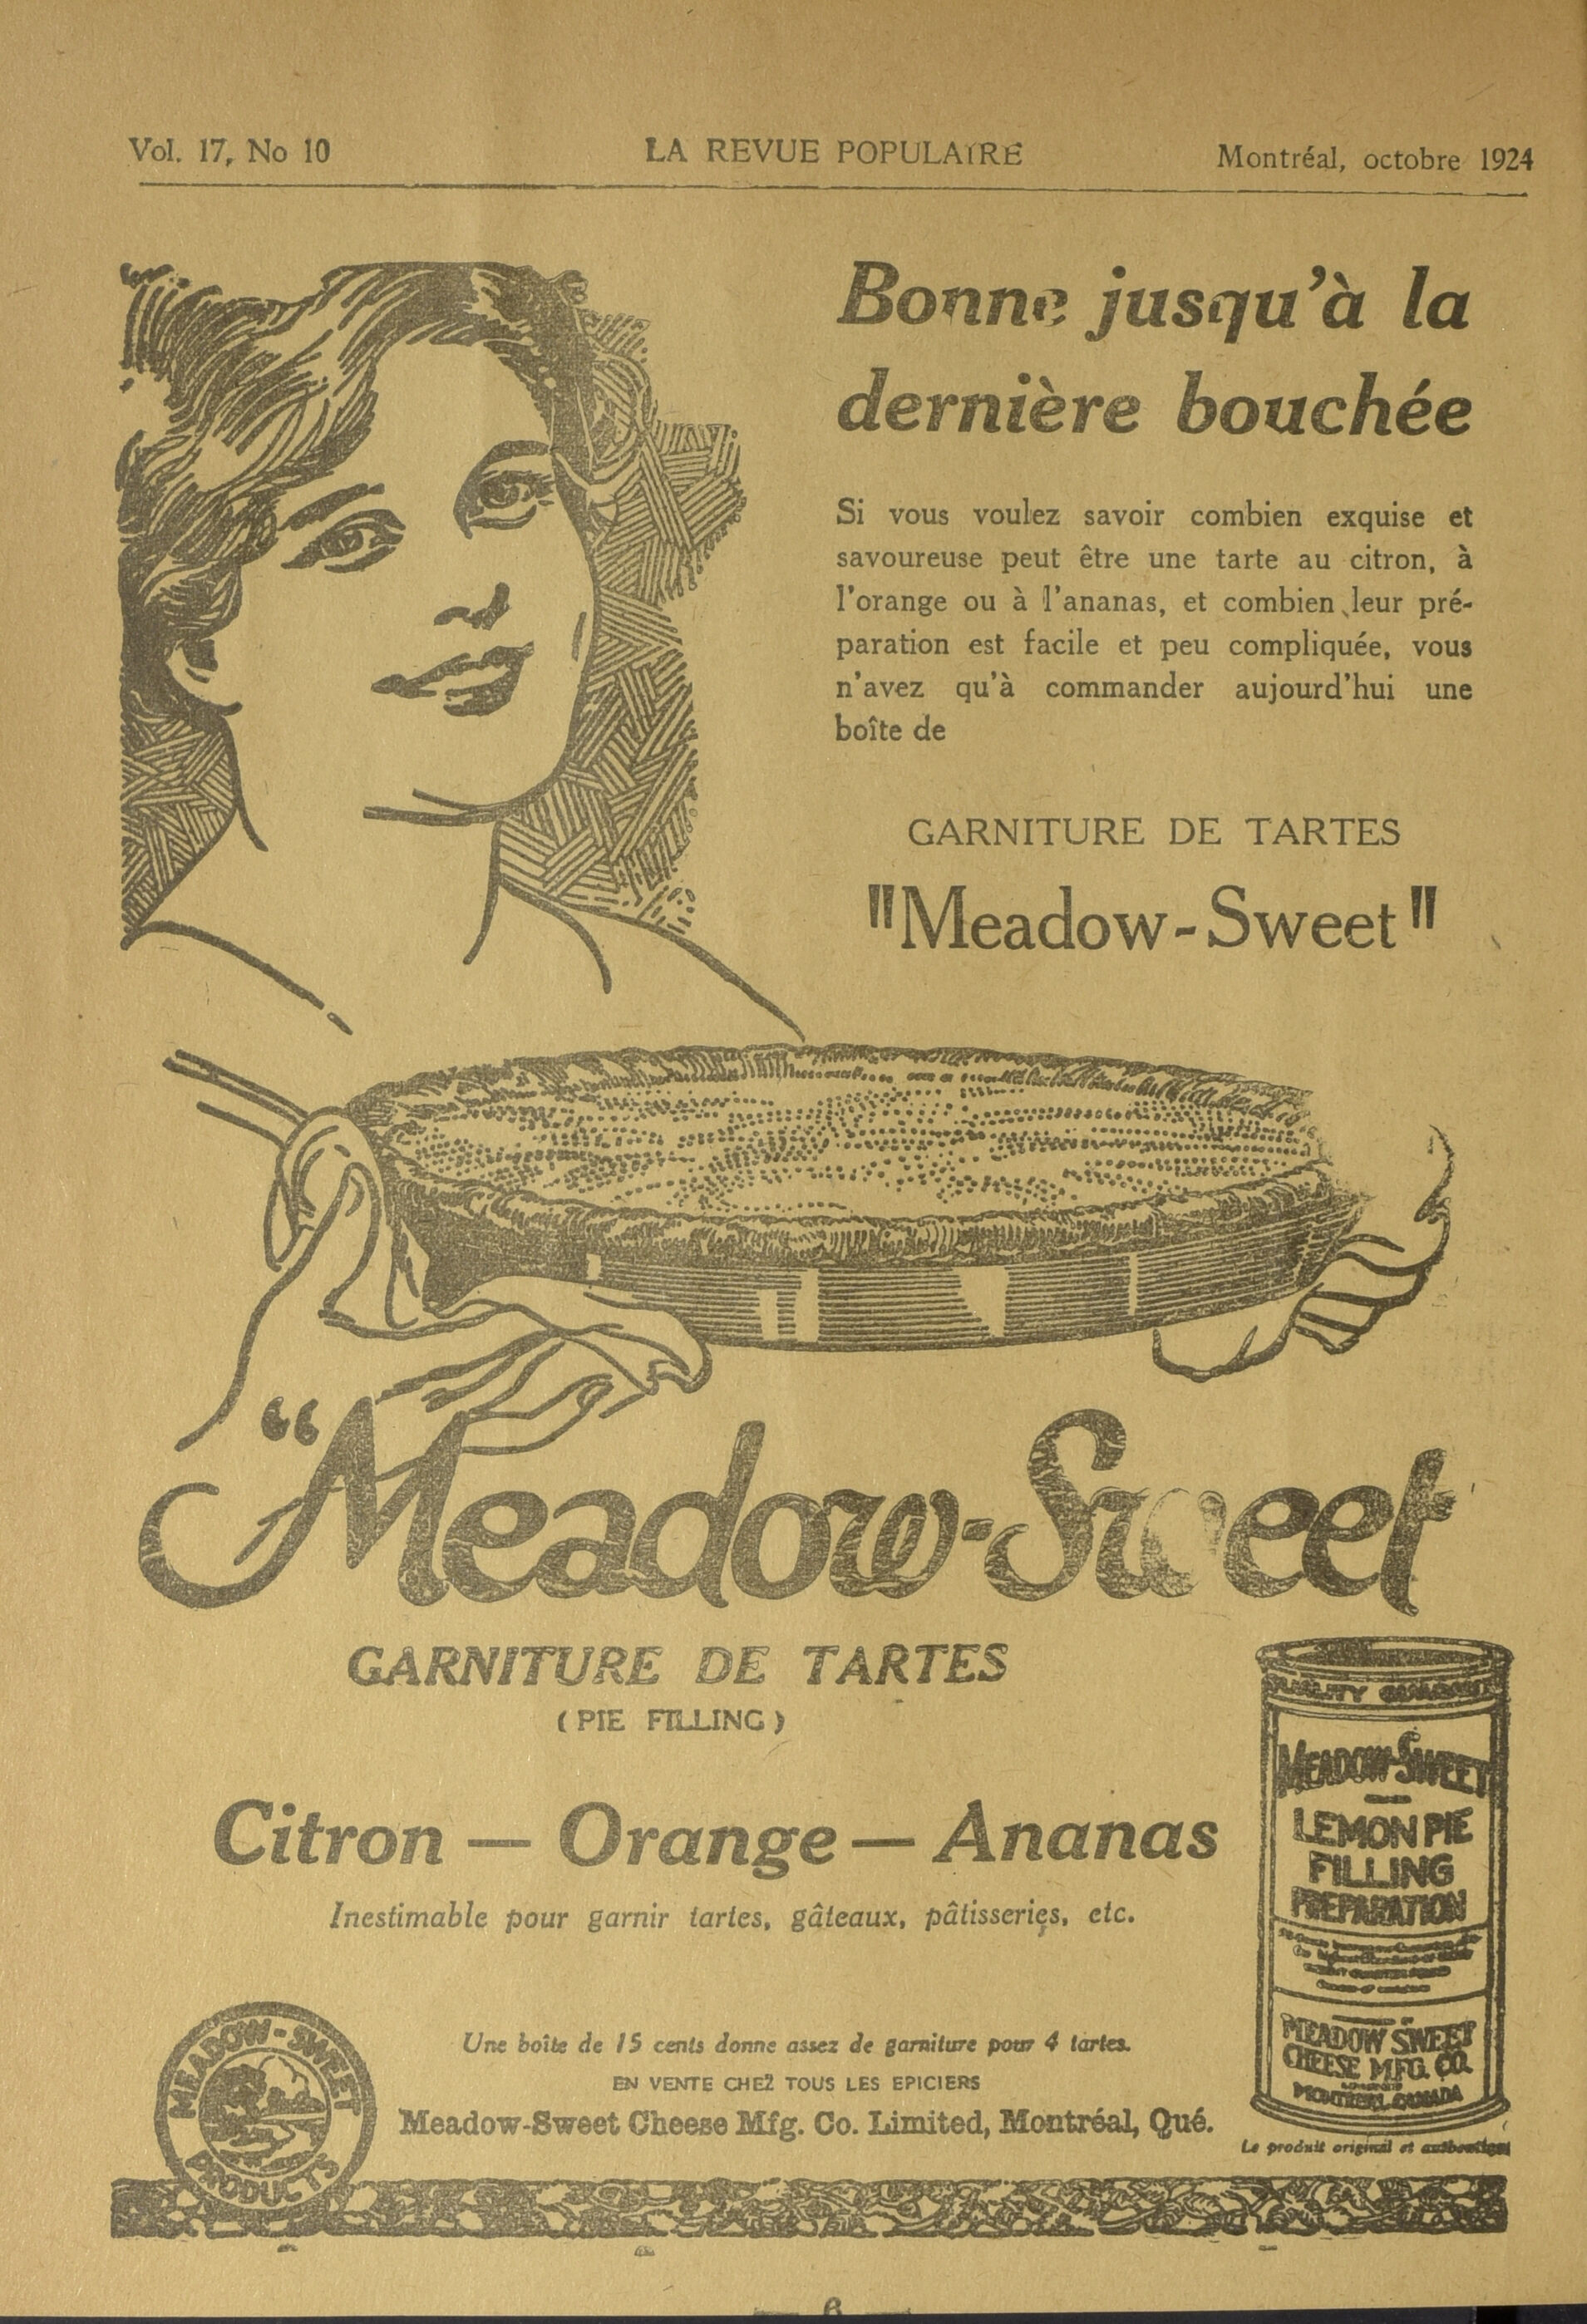 Vol. 17, No 10 LA REVUE POPULAIRE Montréal, octobre 1924
Bonne jusqu'à la
dernière bouchée
Si vous voulez savoir combien exquise et
savoureuse peut être une tarte au citron, à
l'orange ou à l'ananas, et combien leur pré-
paration est facile et peu compliquée, vous
n'avez qu'à commander aujourd'hui une
boîte de
GARNITURE DE TARTES
"Meadow-Sweet"
“Meadow-Sweet
GARNITURE DE TARTES
(PIE FILLING)
Citron — Orange — Ananas
Inestimable pour garnir tartes, gâteaux, pâtisseries, etc.
Une boîte de 15 cents donne assez de garniture pour 4 tartes.
EN VENTE CHEZ TOUS LES EPICIERS
Meadow-Sweet Cheese Mfg. Co. Limited, Montréal, Qué.
MEADOW-SWEET
PRODUCTS
QUALITY
MEADOW-SWEET
LEMON PIE
FILLING
PREPARATION
MEADOW SWEET
CHEESE MFG. CO.
MONTREAL, CANADA
Le produit original et authentique
— 6 —